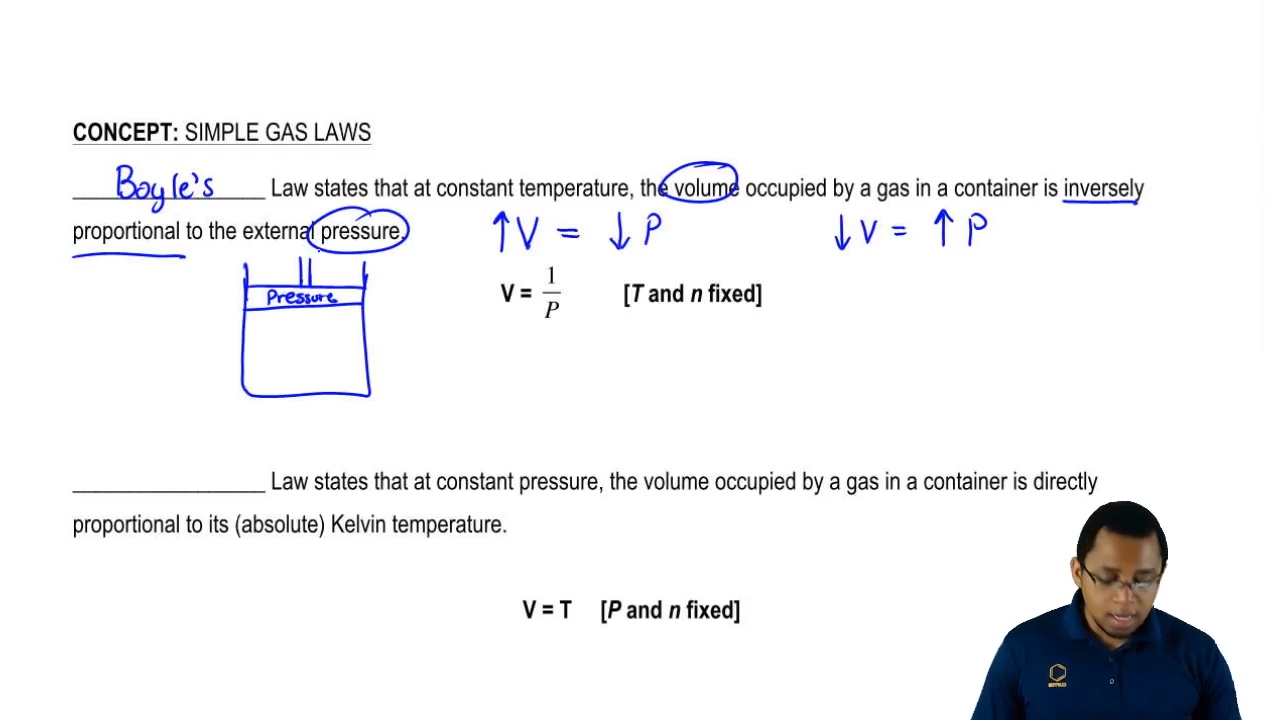 CONCEPT: SIMPLE GAS LAWS
Boyle's Law states that at constant temperature, the volume occupied by a gas in a container is inversely
proportional to the external pressure. ↑V = ↓P ↓V = ↑P
Pressure
V = 1/P [T and n fixed]
______________ Law states that at constant pressure, the volume occupied by a gas in a container is directly
proportional to its (absolute) Kelvin temperature.
V = T [P and n fixed]